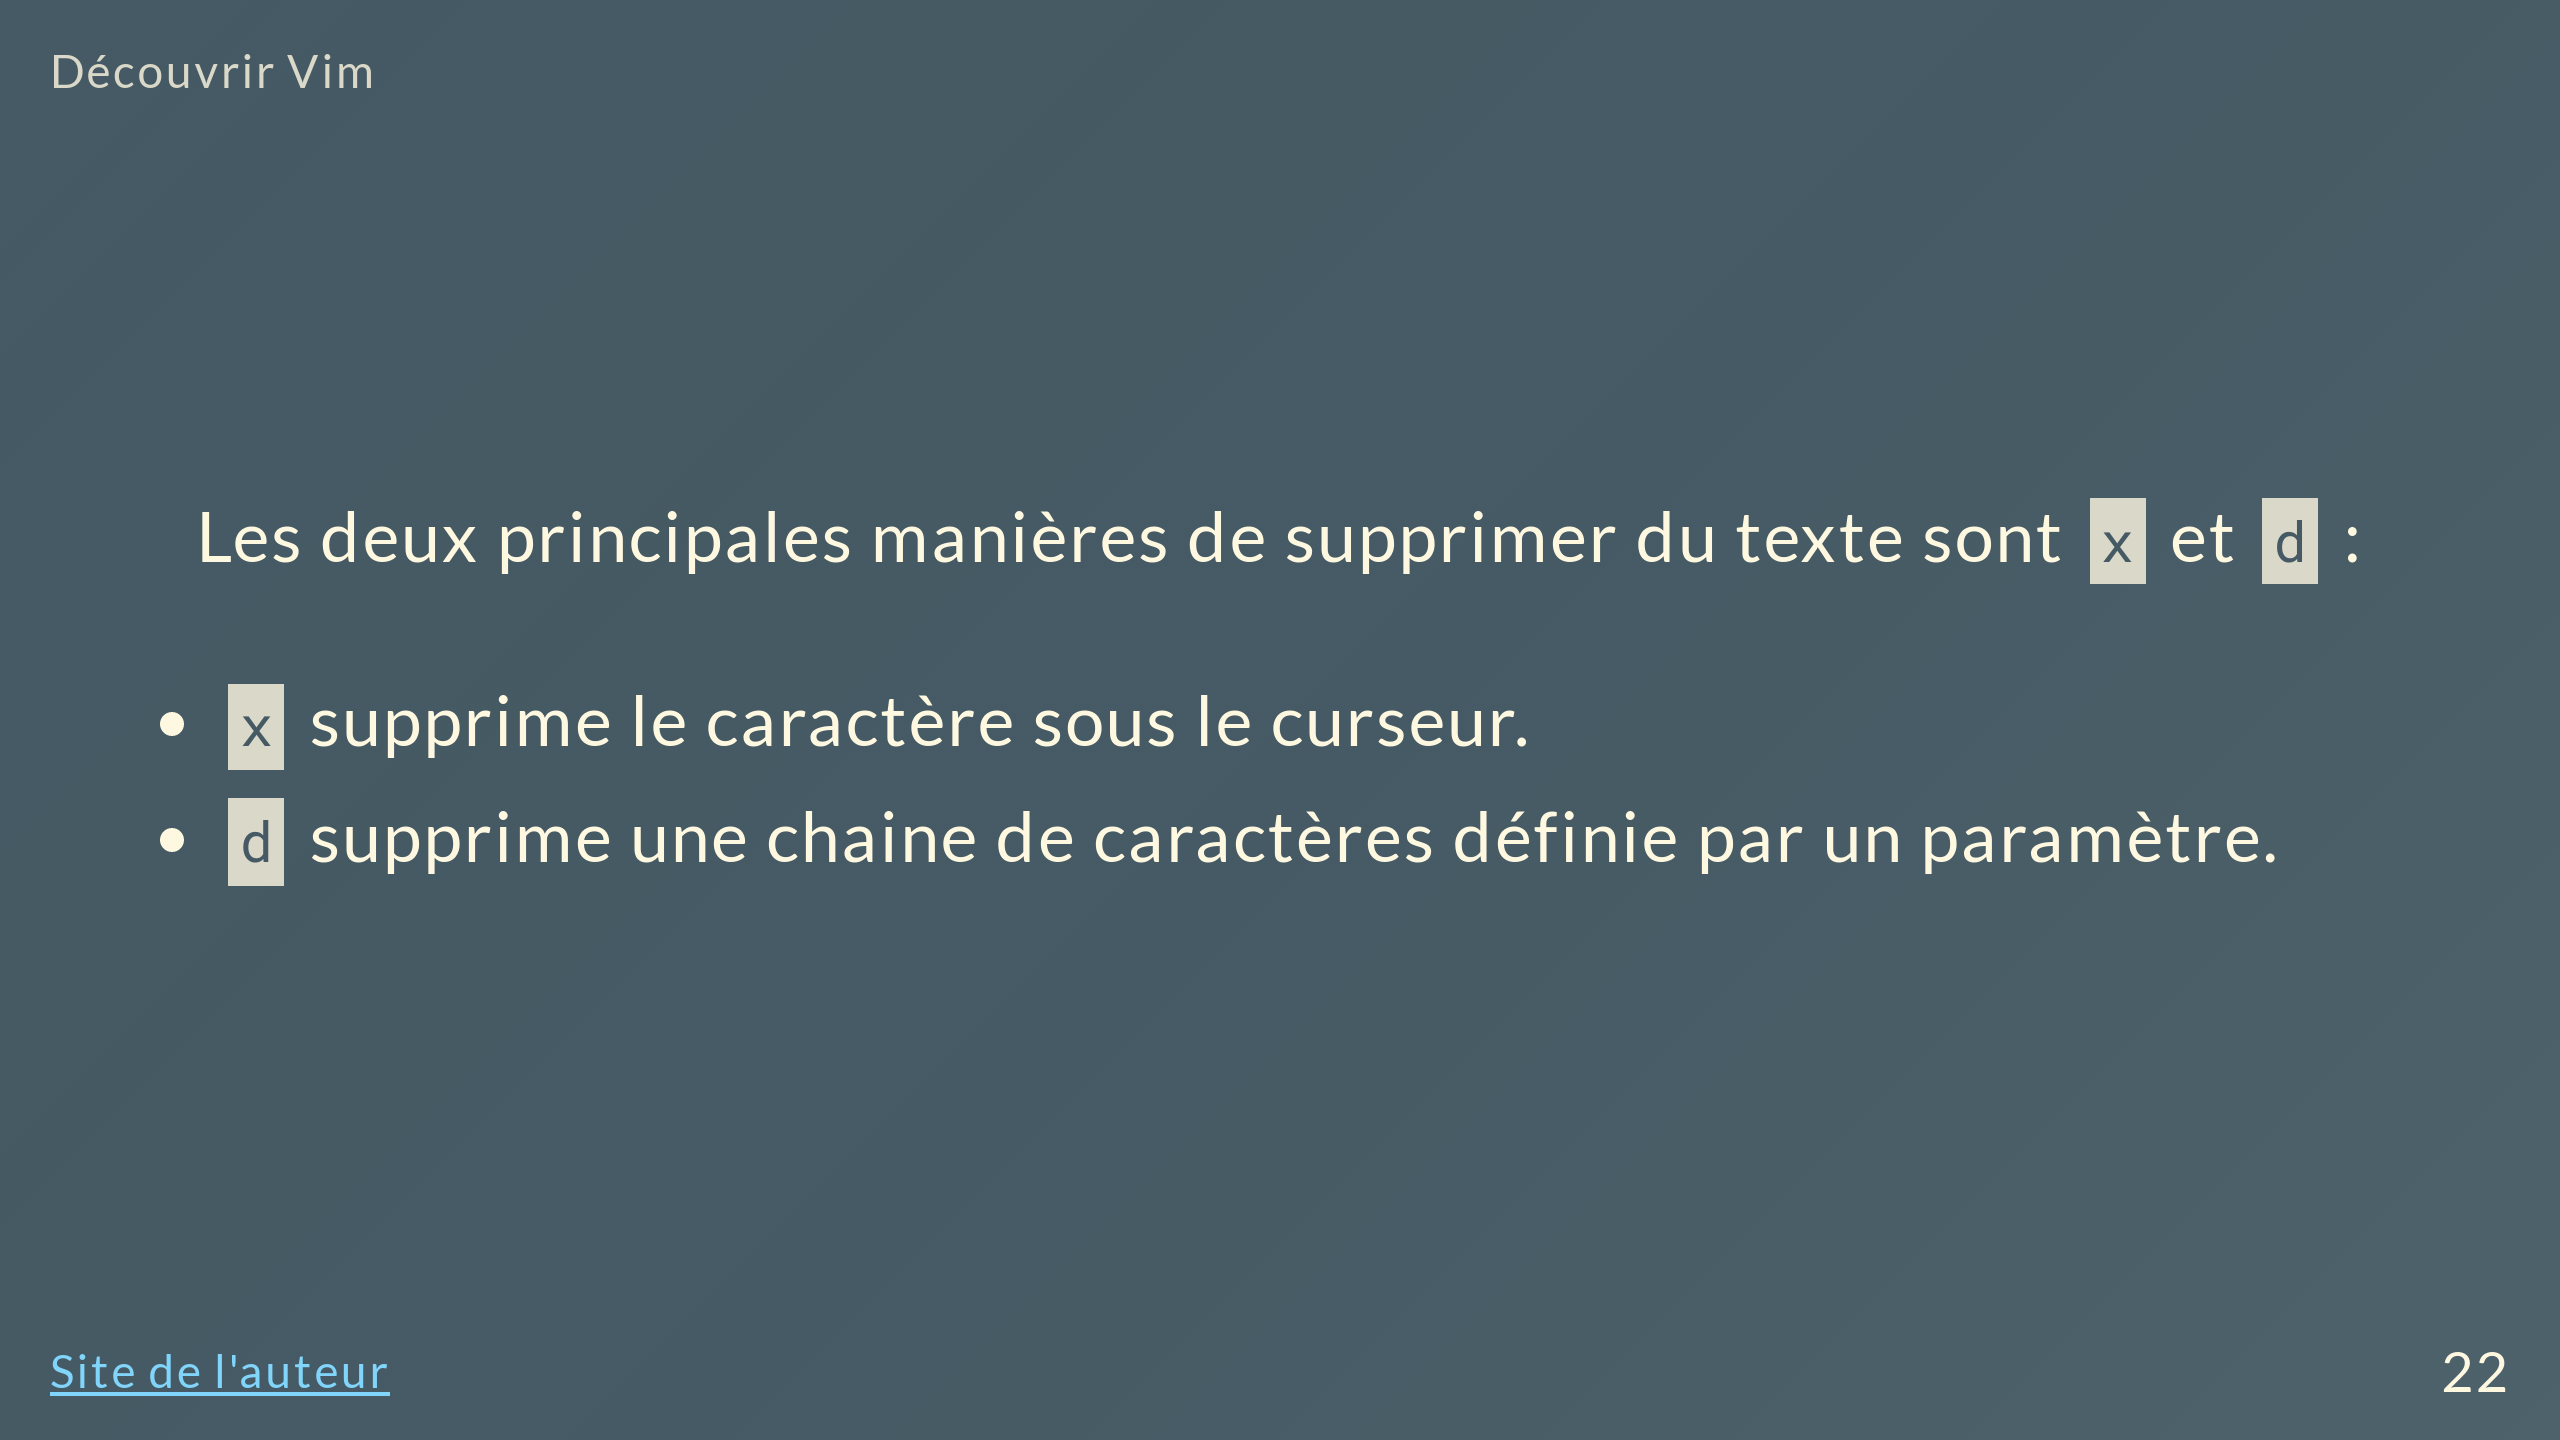 Découvrir Vim
Les deux principales manières de supprimer du texte sont x et d :
• x supprime le caractère sous le curseur.
• d supprime une chaine de caractères définie par un paramètre.
Site de l'auteur
22